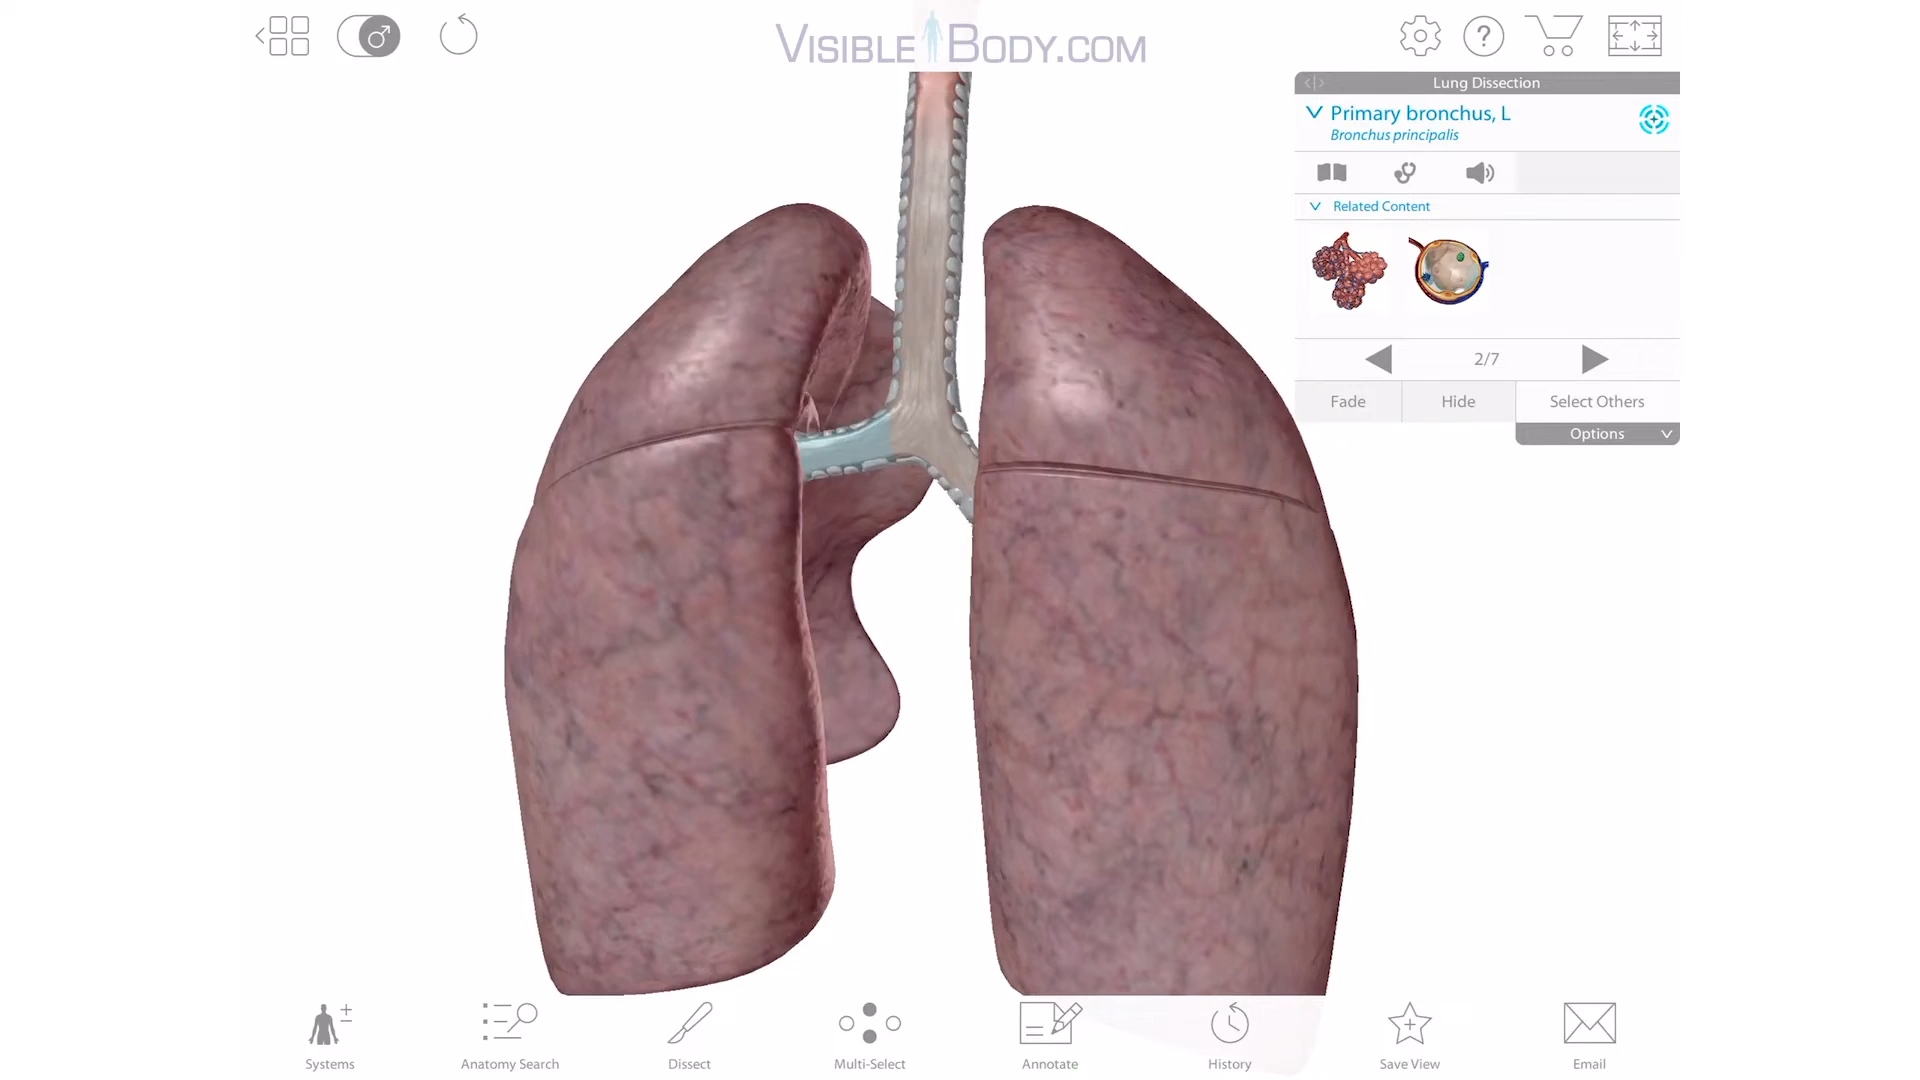 VISIBLE BODY.COM
Lung Dissection
Primary bronchus, L
Bronchus principalis
Related Content
2/7
Fade Hide Select Others
Options
Systems Anatomy Search Dissect Multi-Select Annotate History Save View Email